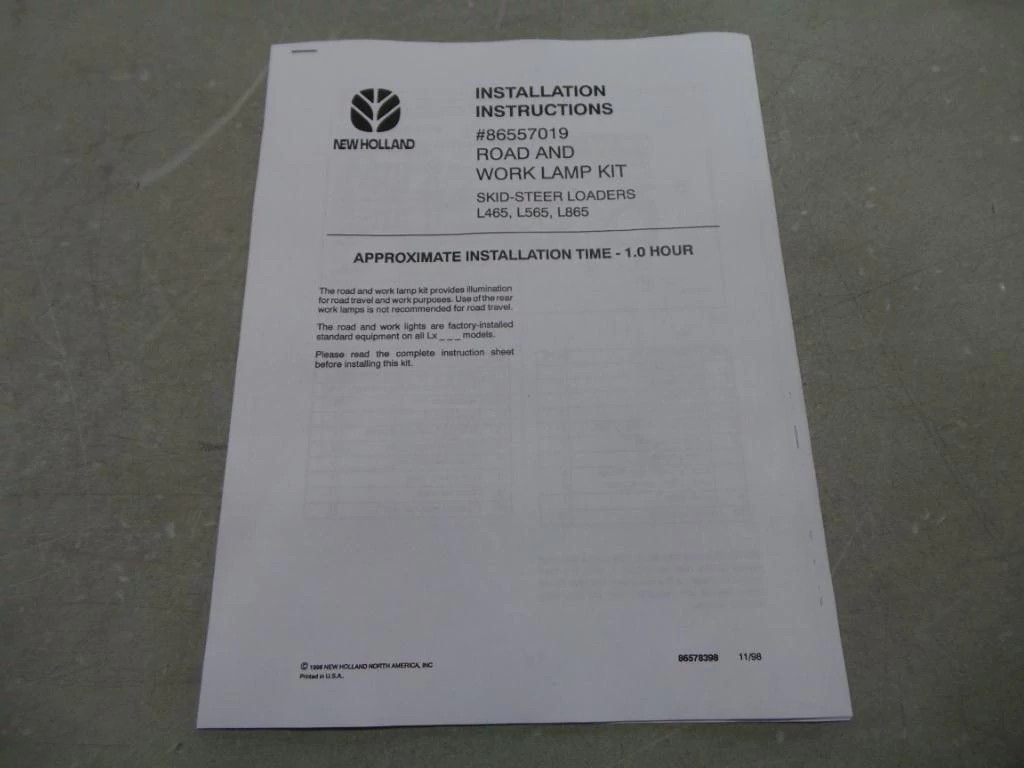 NEW HOLLAND
INSTALLATION
INSTRUCTIONS
#86557019
ROAD AND
WORK LAMP KIT
SKID-STEER LOADERS
L465, L565, L865
APPROXIMATE INSTALLATION TIME - 1.0 HOUR
The road and work lamp kit provides illumination
for road travel and work purposes. Use of the rear
work lamps is not recommended for road travel.
The road and work lights are factory-installed
standard equipment on all Lx _ _ _ models.
Please read the complete instruction sheet
before installing this kit.
© 1998 NEW HOLLAND NORTH AMERICA, INC
Printed in U.S.A.
86578398 11/98